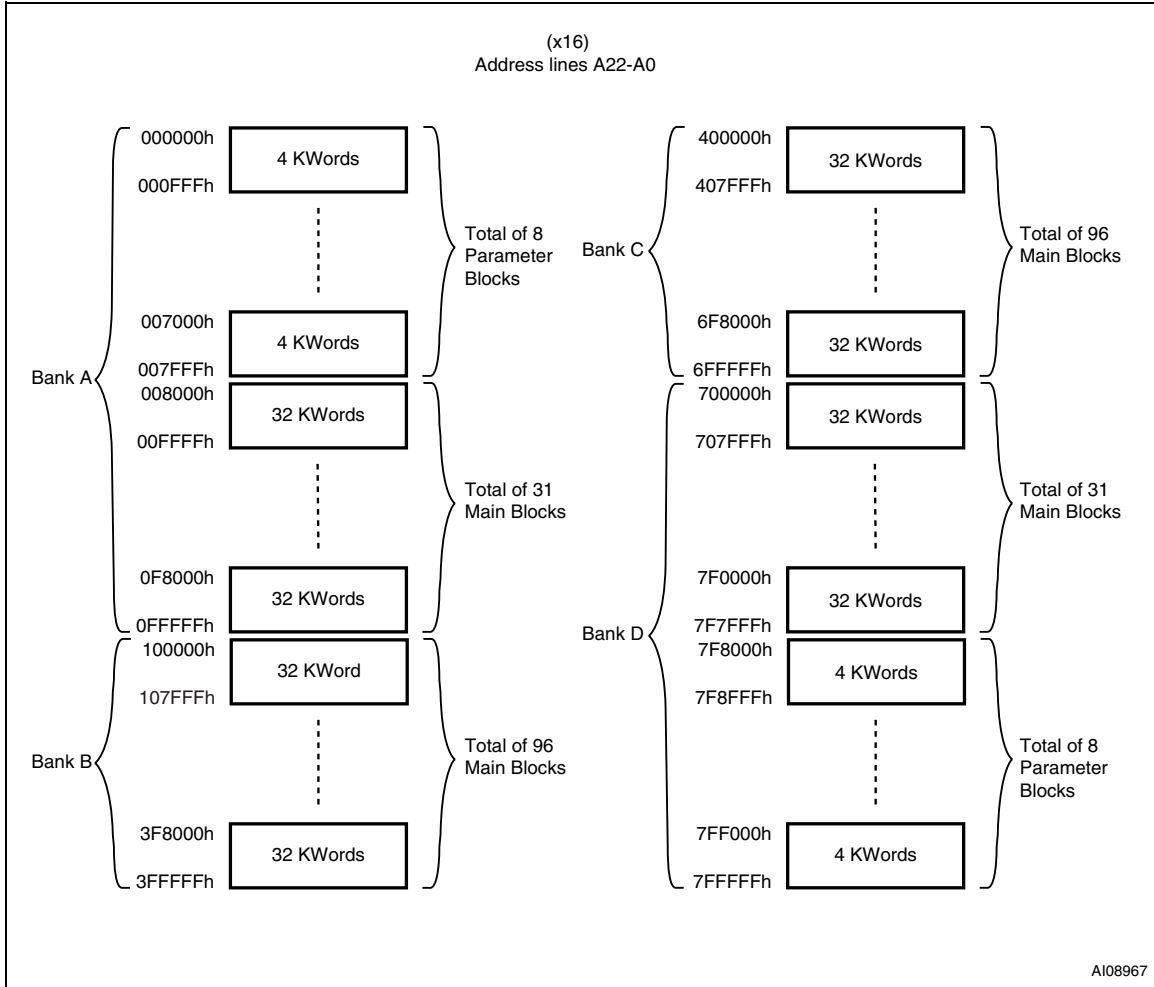 (x16)
Address lines A22-A0
Bank A
000000h
4 KWords
000FFFh
Total of 8
Parameter
Blocks
007000h
4 KWords
007FFFh
008000h
32 KWords
00FFFFh
Total of 31
Main Blocks
0F8000h
32 KWords
0FFFFFh
Bank B
100000h
32 KWord
107FFFh
Total of 96
Main Blocks
3F8000h
32 KWords
3FFFFFh
Bank C
400000h
32 KWords
407FFFh
Total of 96
Main Blocks
6F8000h
32 KWords
6FFFFFh
Bank D
700000h
32 KWords
707FFFh
Total of 31
Main Blocks
7F0000h
32 KWords
7F7FFFh
7F8000h
4 KWords
7F8FFFh
Total of 8
Parameter
Blocks
7FF000h
4 KWords
7FFFFFh
AI08967